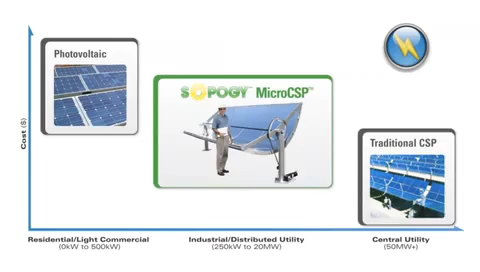 Photovoltaic
SOPOGY™ MicroCSP™
Traditional CSP
Cost ($)
Residential/Light Commercial
(0kW to 500kW)
Industrial/Distributed Utility
(250kW to 20MW)
Central Utility
(50MW+)